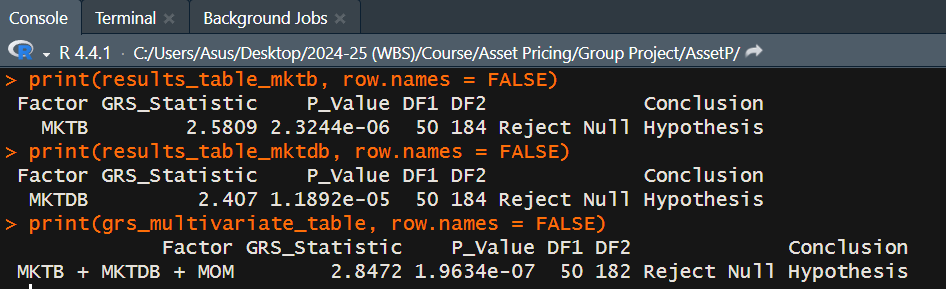 Console Terminal Background Jobs
R 4.4.1 · C:/Users/Asus/Desktop/2024-25 (WBS)/Course/Asset Pricing/Group Project/AssetP/
> print(results_table_mktb, row.names = FALSE)
Factor GRS_Statistic P_Value DF1 DF2 Conclusion
MKTB 2.5809 2.3244e-06 50 184 Reject Null Hypothesis
> print(results_table_mktdb, row.names = FALSE)
Factor GRS_Statistic P_Value DF1 DF2 Conclusion
MKTDB 2.407 1.1892e-05 50 184 Reject Null Hypothesis
> print(grs_multivariate_table, row.names = FALSE)
Factor GRS_Statistic P_Value DF1 DF2 Conclusion
MKTB + MKTDB + MOM 2.8472 1.9634e-07 50 182 Reject Null Hypothesis